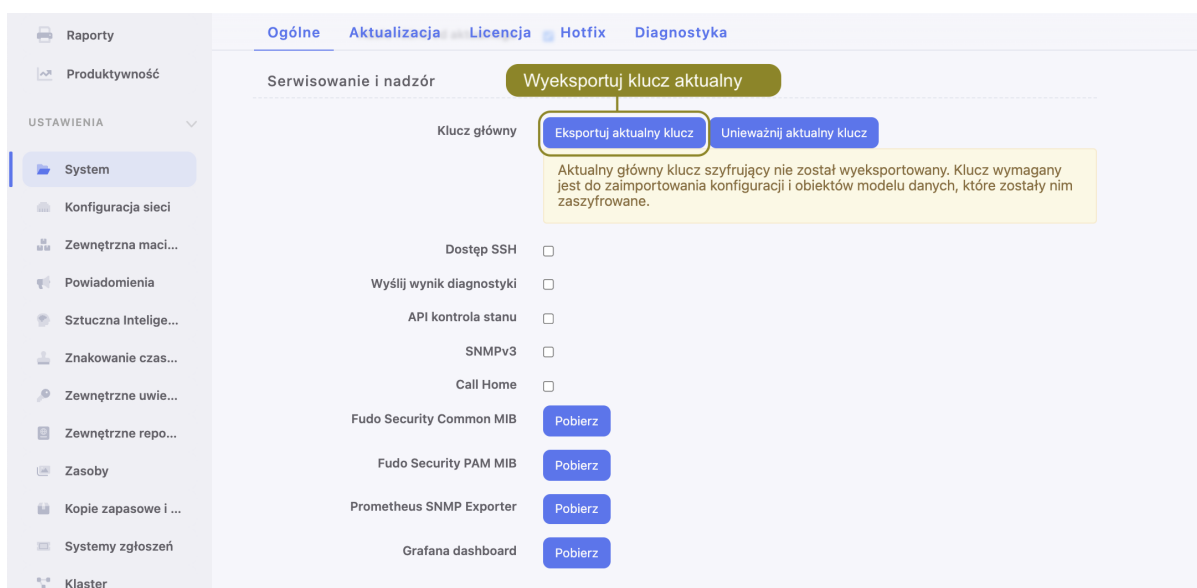 Raporty
Produktywność
USTAWIENIA
System
Konfiguracja sieci
Zewnętrzna maci...
Powiadomienia
Sztuczna Intelige...
Znakowanie czas...
Zewnętrzne uwie...
Zewnętrzne repo...
Zasoby
Kopie zapasowe i ...
Systemy zgłoszeń
Klaster
Ogólne Aktualizacja Licencja Hotfix Diagnostyka
Serwisowanie i nadzór
Wyeksportuj klucz aktualny
Klucz główny Eksportuj aktualny klucz Unieważnij aktualny klucz
Aktualny główny klucz szyfrujący nie został wyeksportowany. Klucz wymagany
jest do zaimportowania konfiguracji i obiektów modelu danych, które zostały nim
zaszyfrowane.
Dostęp SSH
Wyślij wynik diagnostyki
API kontrola stanu
SNMPv3
Call Home
Fudo Security Common MIB Pobierz
Fudo Security PAM MIB Pobierz
Prometheus SNMP Exporter Pobierz
Grafana dashboard Pobierz